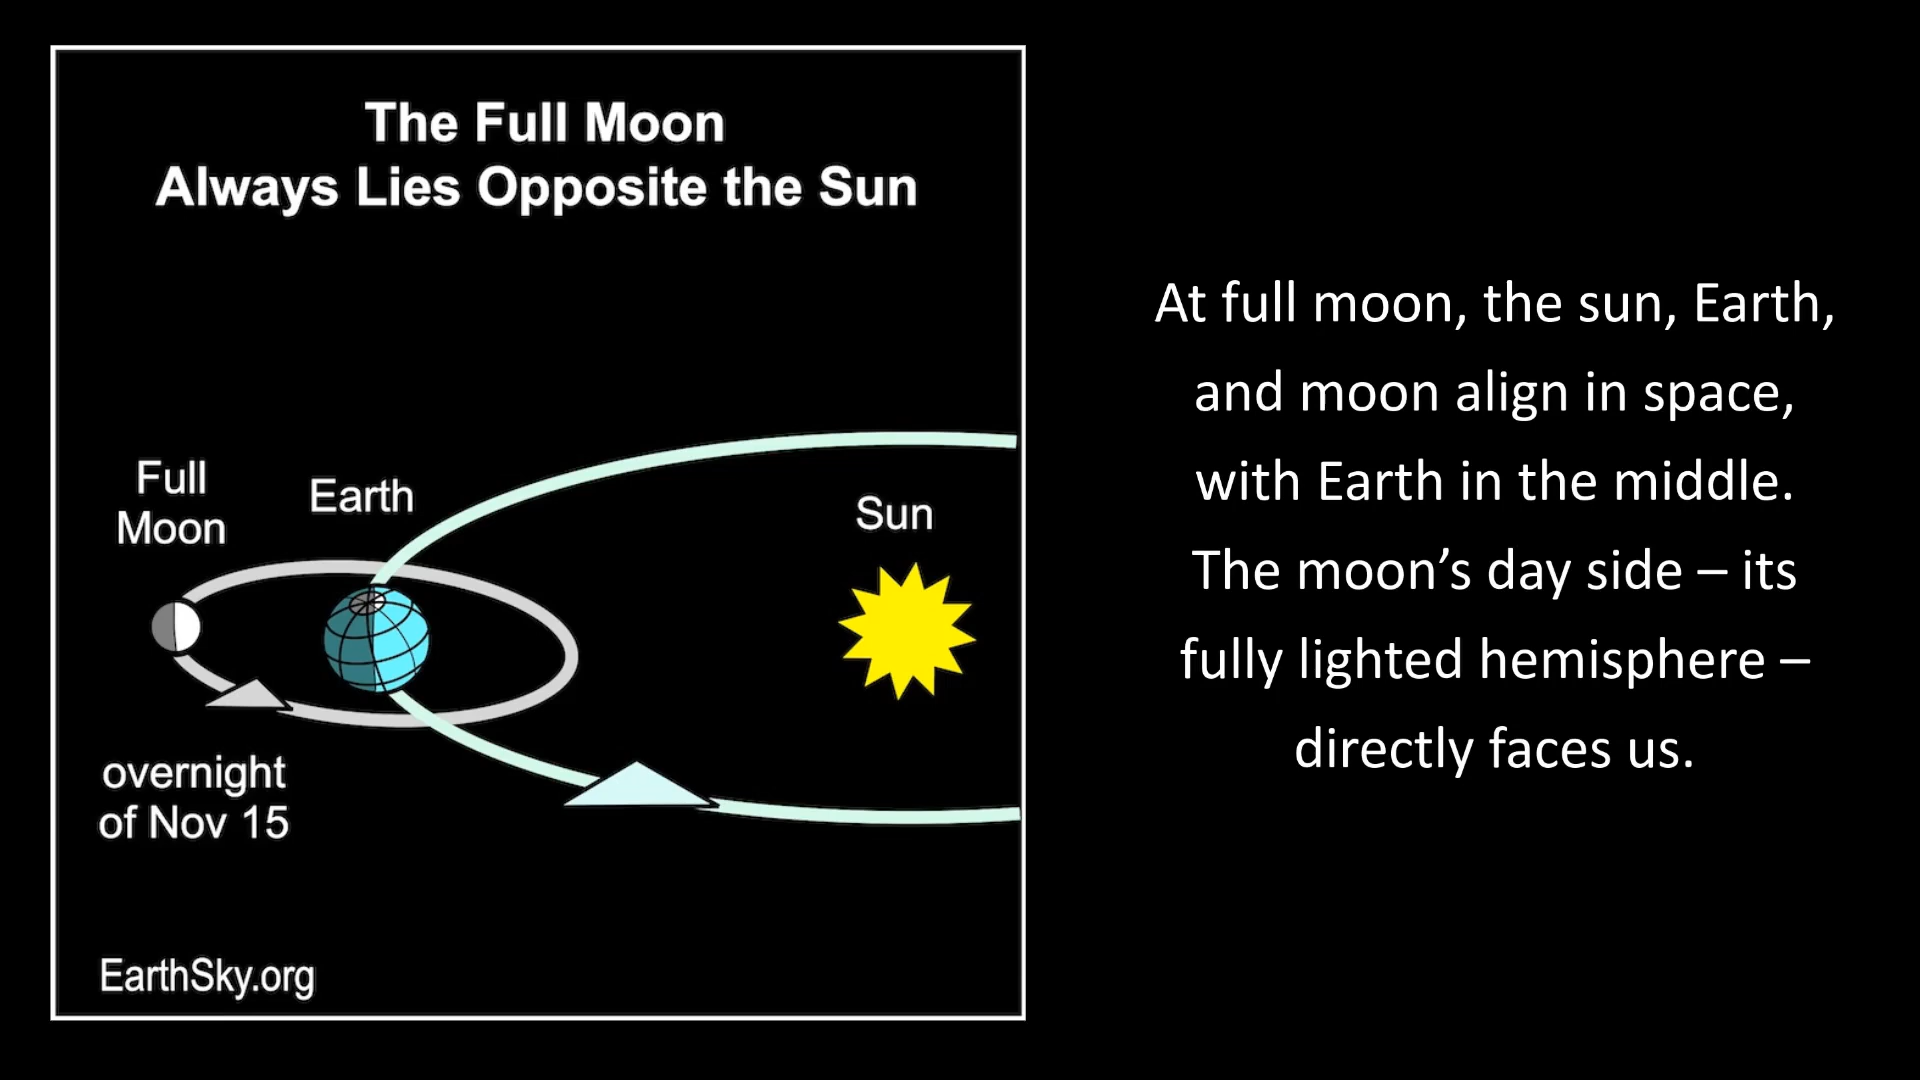 The Full Moon
Always Lies Opposite the Sun
Full
Moon
Earth
Sun
overnight
of Nov 15
EarthSky.org
At full moon, the sun, Earth,
and moon align in space,
with Earth in the middle.
The moon’s day side – its
fully lighted hemisphere –
directly faces us.